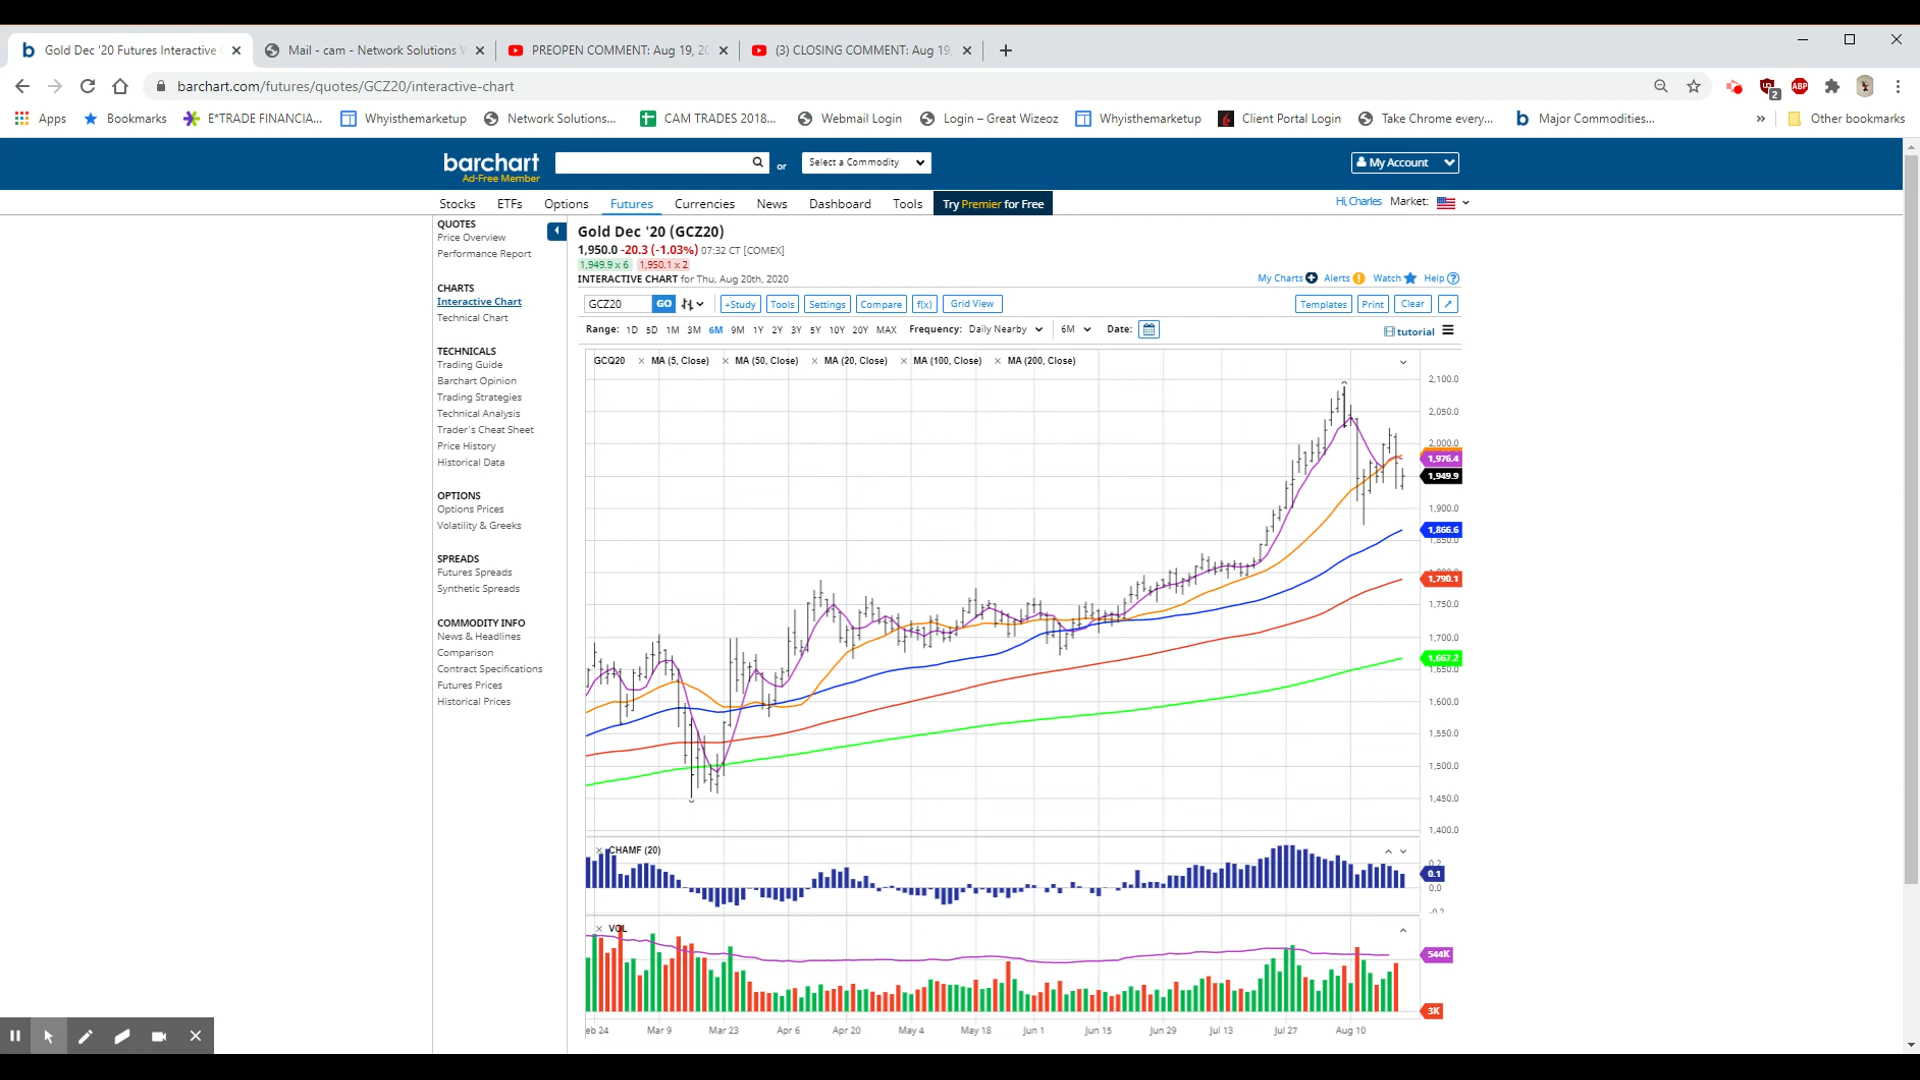 Gold Dec '20 Futures Interactive
Mail - cam - Network Solutions W
PREOPEN COMMENT: Aug 19, 20
(3) CLOSING COMMENT: Aug 19,
barchart.com/futures/quotes/GCZ20/interactive-chart
2
ABP
Apps
Bookmarks
E*TRADE FINANCIA...
Whyisthemarketup
Network Solutions...
CAM TRADES 2018...
Webmail Login
Login – Great Wizeoz
Whyisthemarketup
Client Portal Login
Take Chrome every...
Major Commodities...
»
Other bookmarks
barchart
Ad-Free Member
or
Select a Commodity
My Account
Stocks
ETFs
Options
Futures
Currencies
News
Dashboard
Tools
Try Premier for Free
Hi, Charles
Market:
QUOTES
Price Overview
Performance Report
CHARTS
Interactive Chart
Technical Chart
TECHNICALS
Trading Guide
Barchart Opinion
Trading Strategies
Technical Analysis
Trader's Cheat Sheet
Price History
Historical Data
OPTIONS
Options Prices
Volatility & Greeks
SPREADS
Futures Spreads
Synthetic Spreads
COMMODITY INFO
News & Headlines
Comparison
Contract Specifications
Futures Prices
Historical Prices
Gold Dec '20 (GCZ20)
1,950.0 -20.3 (-1.03%) 07:32 CT [COMEX]
1,949.9 x 6 1,950.1 x 2
INTERACTIVE CHART for Thu, Aug 20th, 2020
My Charts
Alerts
Watch
Help
GCZ20
GO
+Study
Tools
Settings
Compare
f(x)
Grid View
Templates
Print
Clear
Range: 1D 5D 1M 3M 6M 9M 1Y 2Y 3Y 5Y 10Y 20Y MAX
Frequency: Daily Nearby
6M
Date:
tutorial
GCQ20 × MA (5, Close) × MA (50, Close) × MA (20, Close) × MA (100, Close) × MA (200, Close)
2,100.0
2,050.0
2,000.0
1,976.4
1,949.9
1,900.0
1,866.6
1,850.0
1,790.1
1,750.0
1,700.0
1,667.2
1,650.0
1,600.0
1,550.0
1,500.0
1,450.0
1,400.0
× CHAMF (20)
0.2
0.1
0.0
-0.2
× VOL
544K
3K
eb 24
Mar 9
Mar 23
Apr 6
Apr 20
May 4
May 18
Jun 1
Jun 15
Jun 29
Jul 13
Jul 27
Aug 10